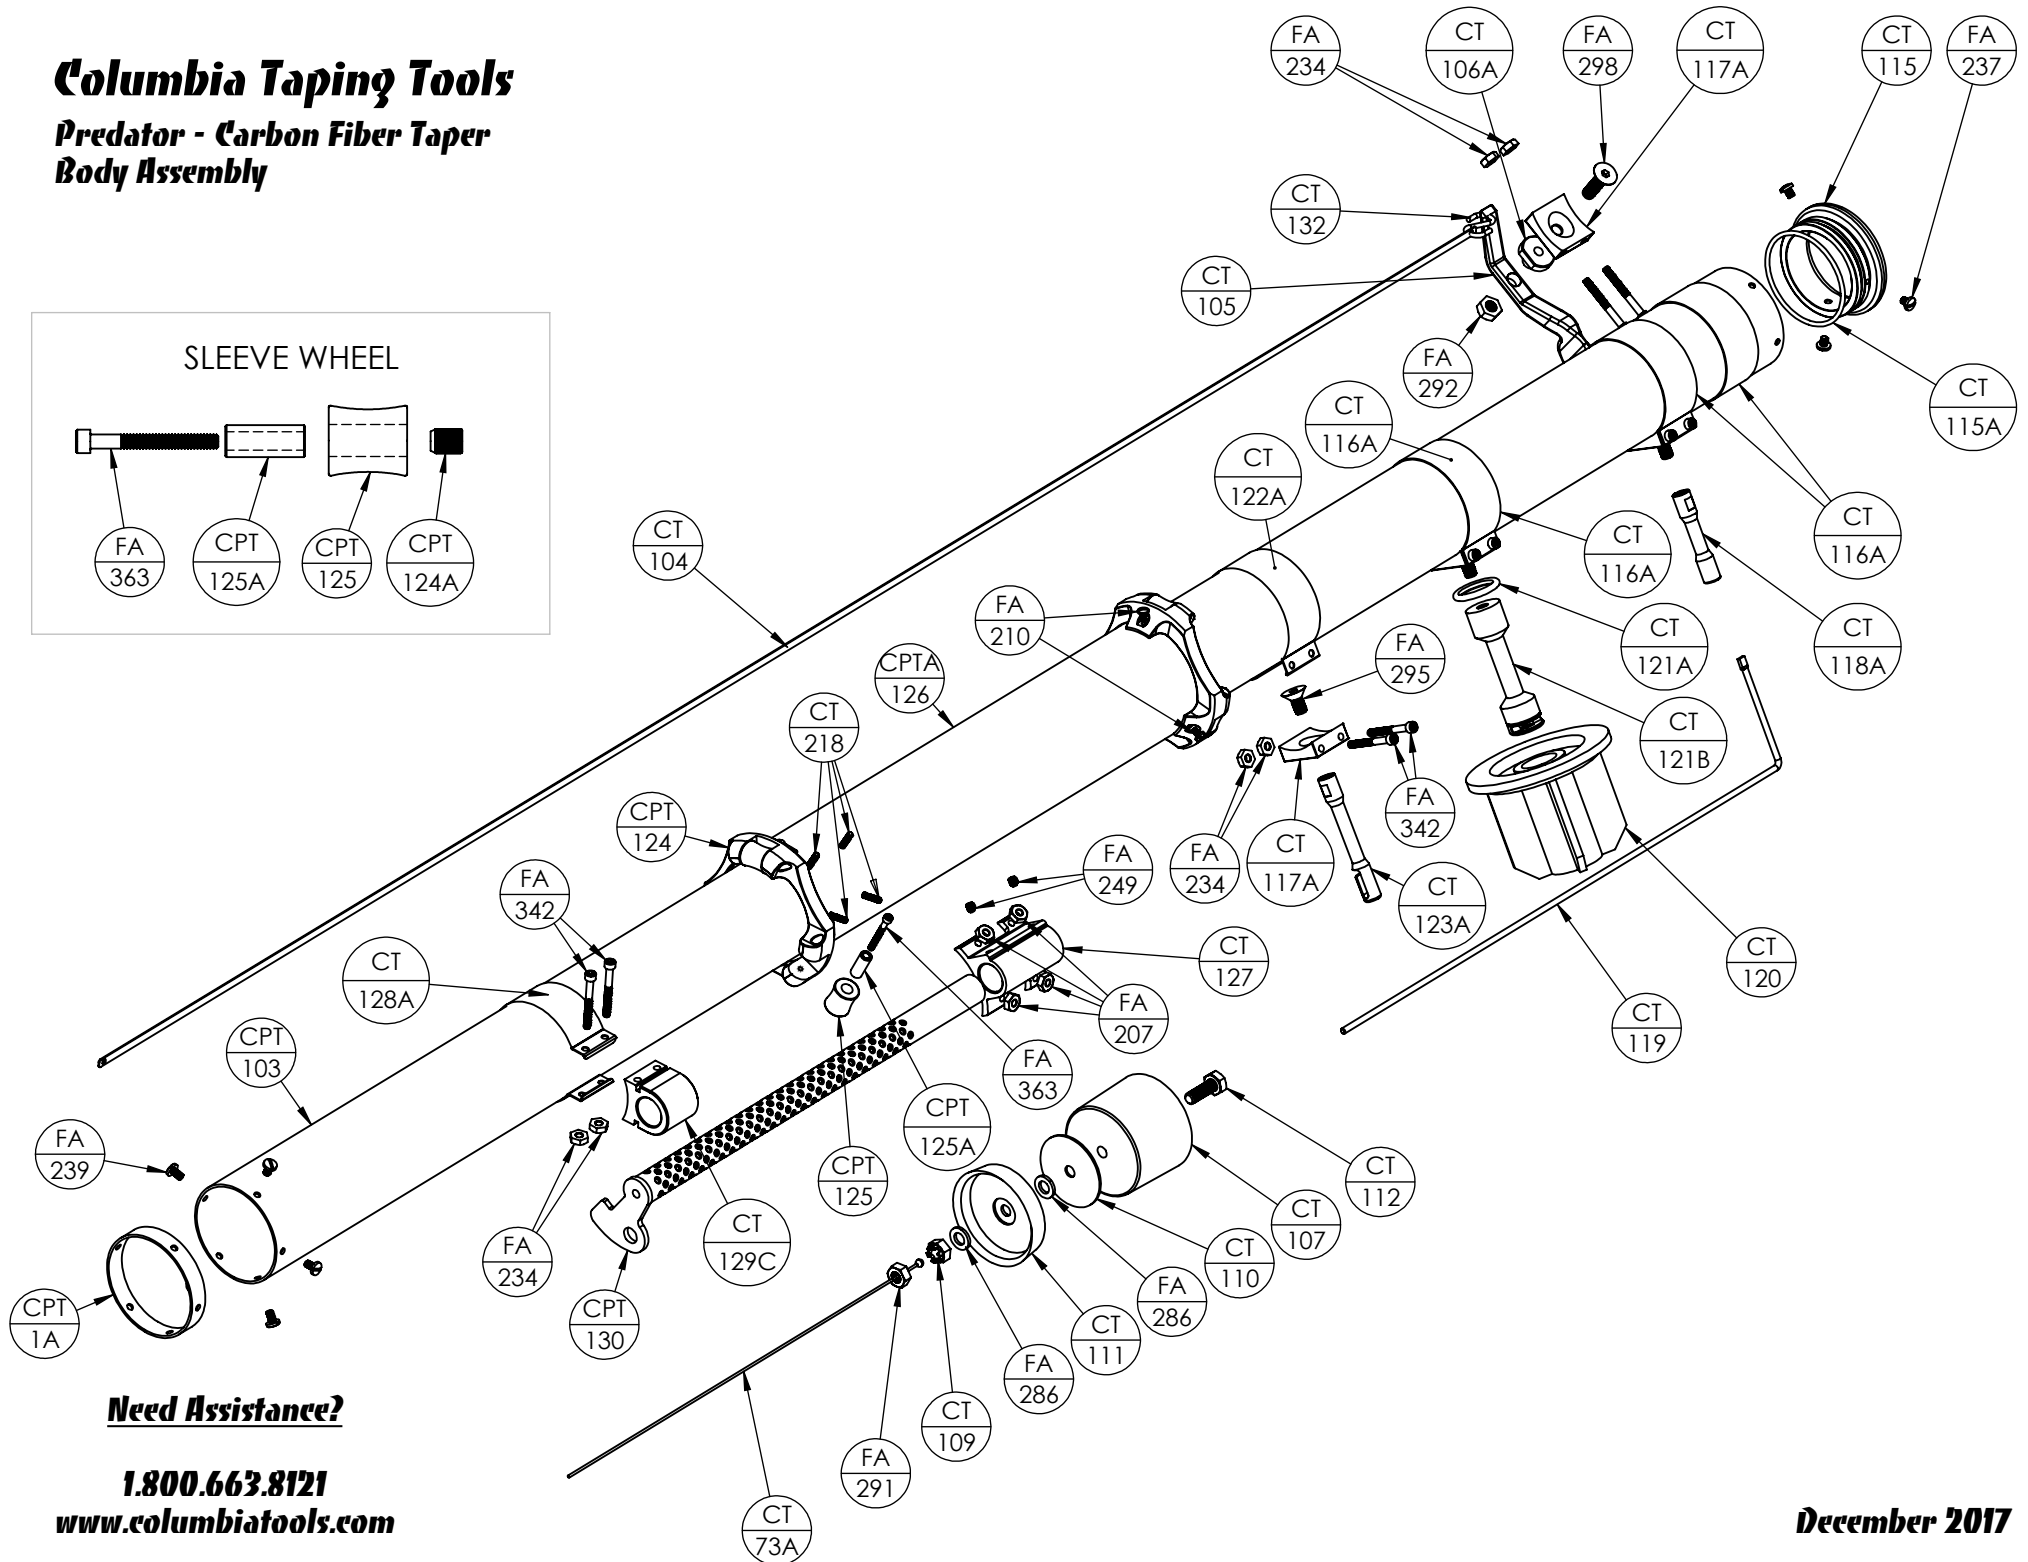 Columbia Taping Tools
Predator - Carbon Fiber Taper
Body Assembly
FA
234
CT
106A
FA
298
CT
117A
CT
115
FA
237
CT
132
CT
105
FA
292
CT
115A
SLEEVE WHEEL
FA
363
CPT
125A
CPT
125
CPT
124A
CT
116A
CT
122A
CT
104
CT
116A
CT
116A
FA
210
CT
121A
CT
118A
CPTA
126
FA
295
CT
218
CT
121B
CPT
124
FA
342
FA
249
FA
234
CT
117A
FA
342
CT
123A
CT
128A
CT
127
CT
120
FA
207
CT
119
CPT
103
FA
363
CPT
125A
FA
239
CPT
125
CT
112
CT
107
FA
234
CT
129C
CT
110
CPT
1A
CPT
130
FA
286
CT
111
FA
286
CT
109
FA
291
CT
73A
Need Assistance?
1.800.663.8121
www.columbiatools.com
December 2017